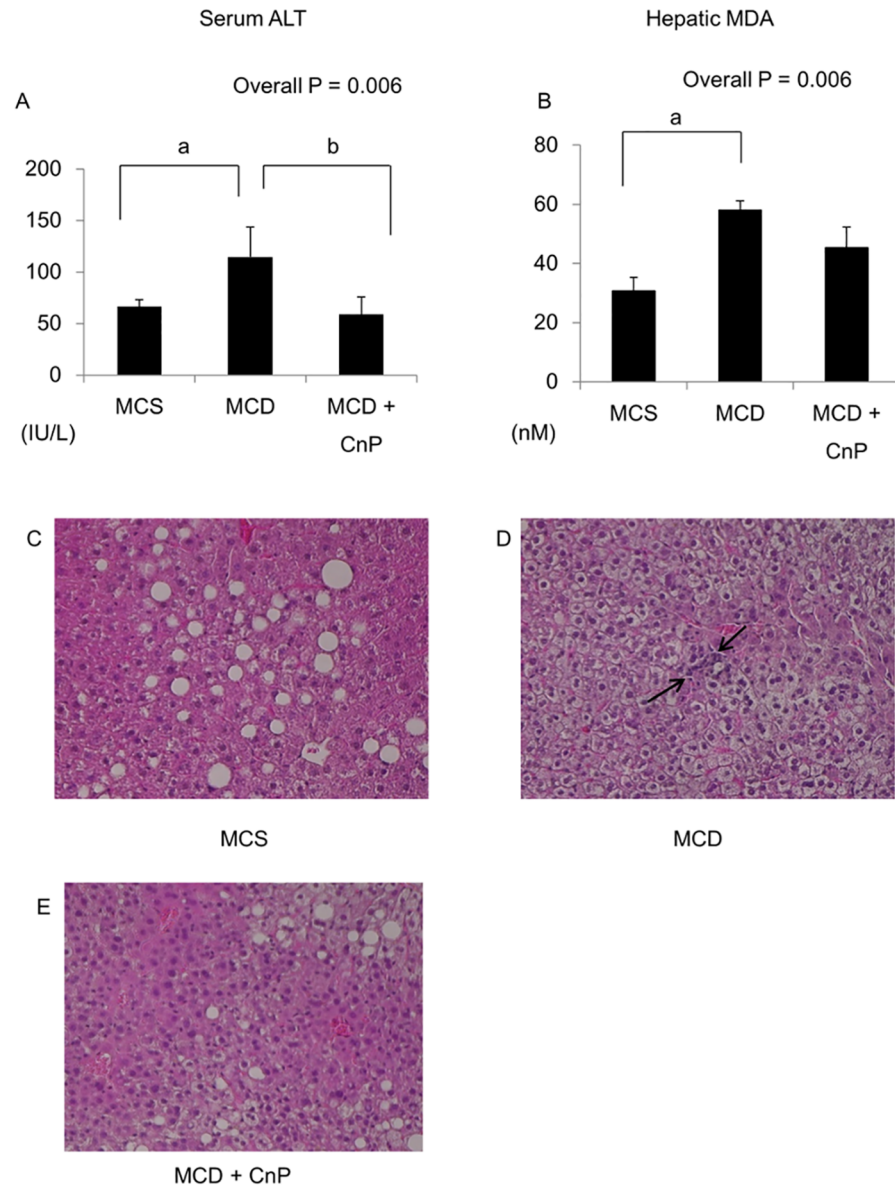 Serum ALT
Hepatic MDA
Overall P = 0.006
Overall P = 0.006
A
a
b
200
150
100
50
0
MCS
MCD
MCD +
CnP
(IU/L)
B
a
80
60
40
20
0
MCS
MCD
MCD +
CnP
(nM)
C
MCS
D
MCD
E
MCD + CnP